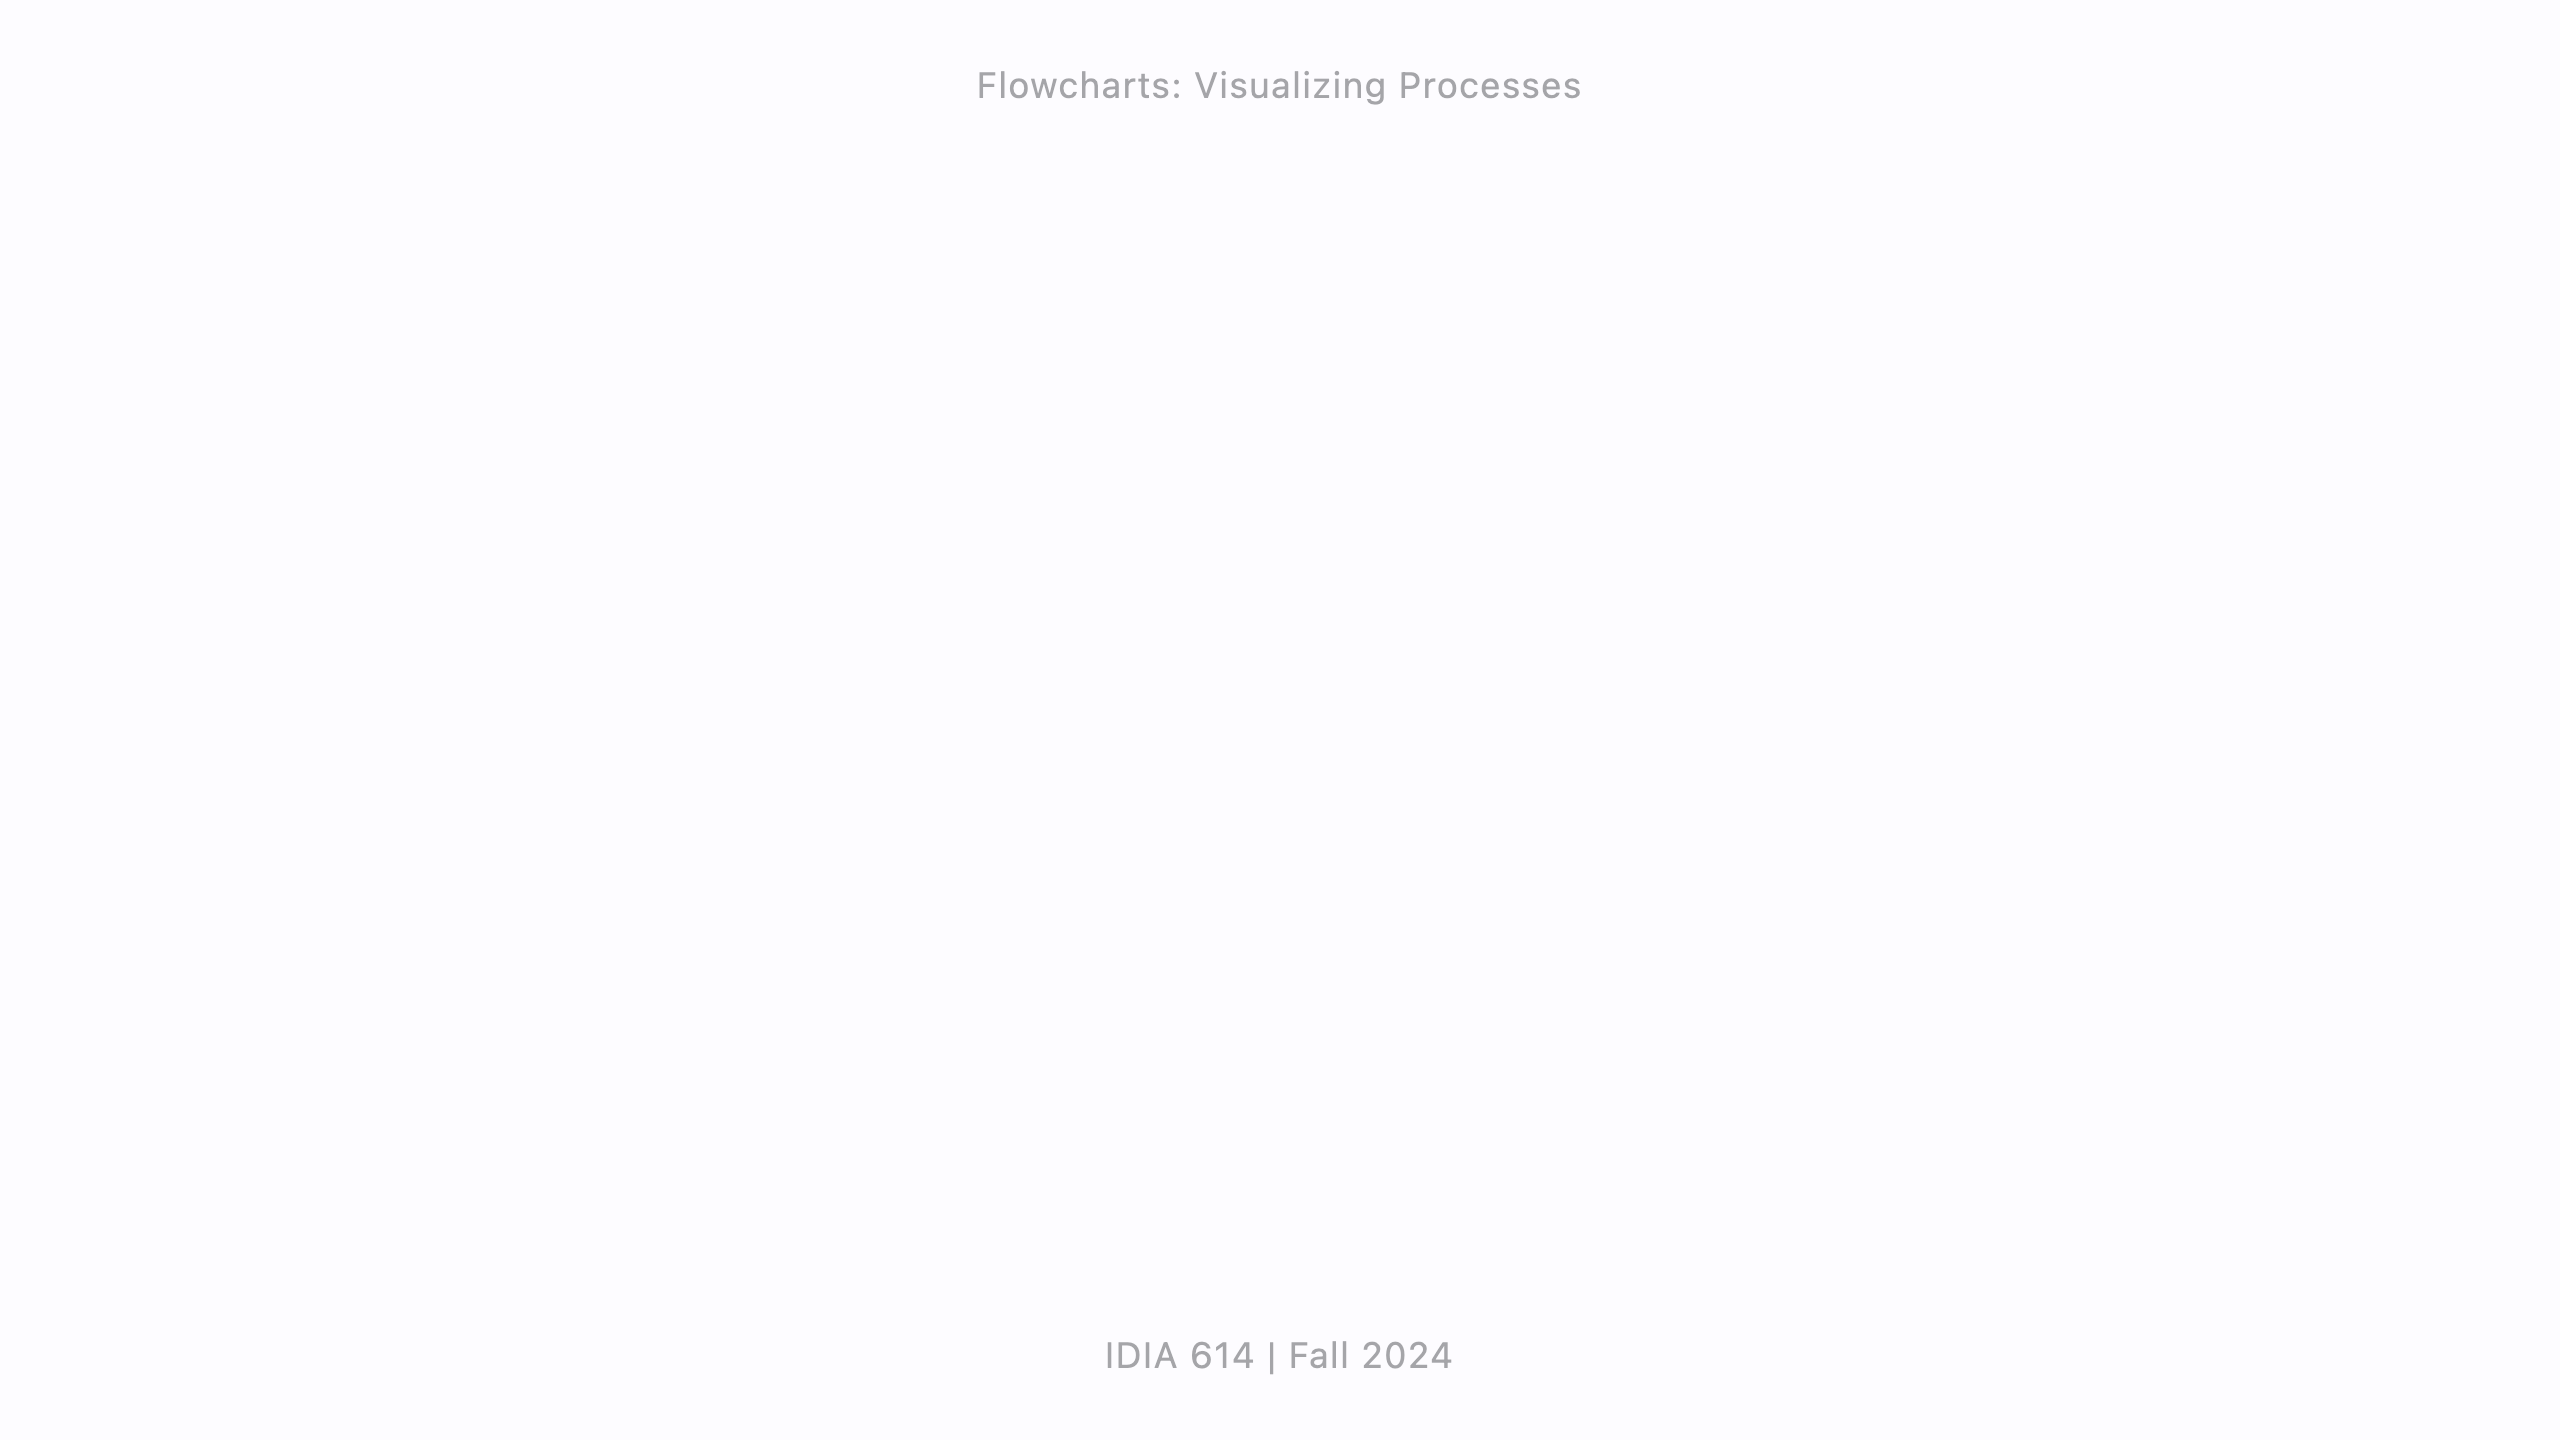 Flowcharts: Visualizing Processes
IDIA 614 | Fall 2024